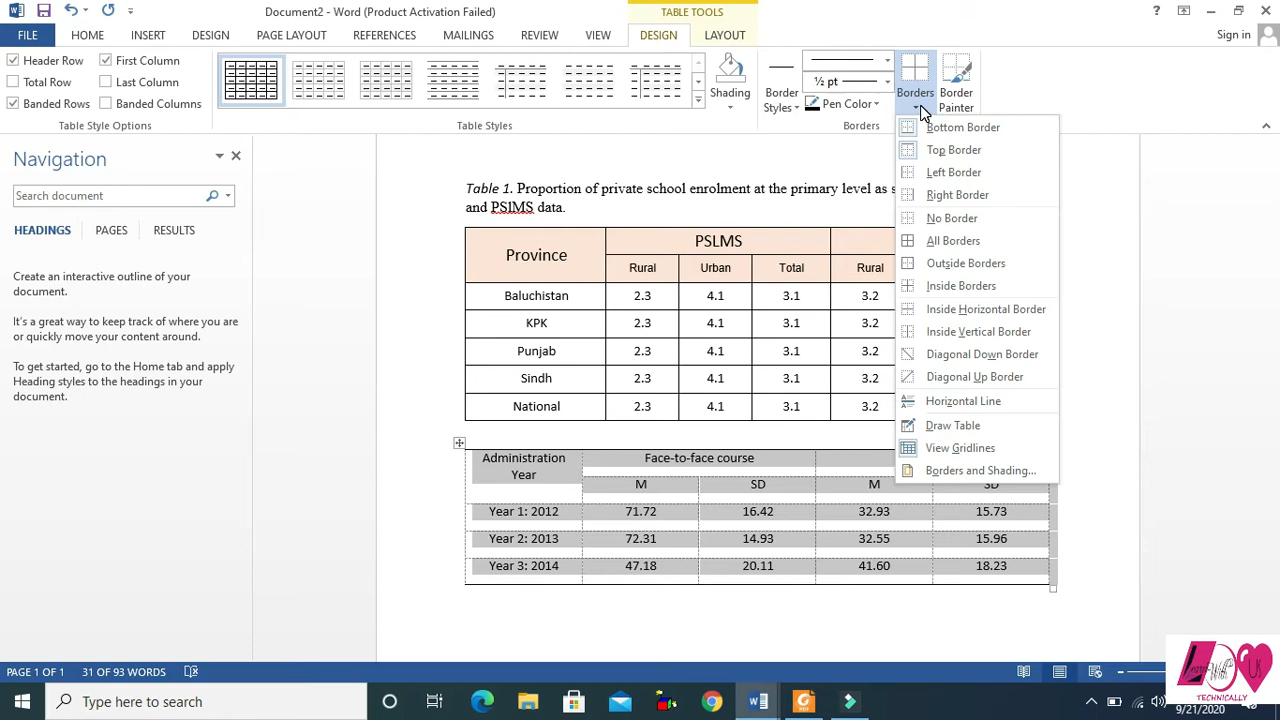 Document2 - Word (Product Activation Failed)
TABLE TOOLS
?
FILE
HOME
INSERT
DESIGN
PAGE LAYOUT
REFERENCES
MAILINGS
REVIEW
VIEW
DESIGN
LAYOUT
Sign in
Header Row
First Column
Total Row
Last Column
Banded Rows
Banded Columns
Table Style Options
Table Styles
Shading
Border
Styles
½ pt
Pen Color
Borders
Border
Painter
Borders
Bottom Border
Top Border
Left Border
Right Border
No Border
All Borders
Outside Borders
Inside Borders
Inside Horizontal Border
Inside Vertical Border
Diagonal Down Border
Diagonal Up Border
Horizontal Line
Draw Table
View Gridlines
Borders and Shading...
Navigation
Search document
HEADINGS
PAGES
RESULTS
Create an interactive outline of your
document.
It's a great way to keep track of where you are
or quickly move your content around.
To get started, go to the Home tab and apply
Heading styles to the headings in your
document.
Table 1. Proportion of private school enrolment at the primary level as
and PSIMS data.
Province PSLMS
Rural Urban Total Rural
Baluchistan 2.3 4.1 3.1 3.2
KPK 2.3 4.1 3.1 3.2
Punjab 2.3 4.1 3.1 3.2
Sindh 2.3 4.1 3.1 3.2
National 2.3 4.1 3.1 3.2
Administration Face-to-face course
Year
M SD M SD
Year 1: 2012 71.72 16.42 32.93 15.73
Year 2: 2013 72.31 14.93 32.55 15.96
Year 3: 2014 47.18 20.11 41.60 18.23
PAGE 1 OF 1
31 OF 93 WORDS
Type here to search
9/21/2020
TECHNICALLY